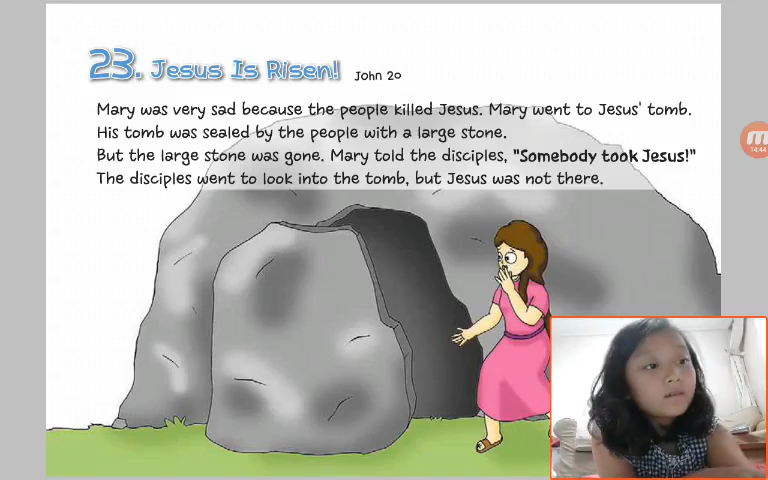 23. Jesus Is Risen! John 20
Mary was very sad because the people killed Jesus. Mary went to Jesus' tomb.
His tomb was sealed by the people with a large stone.
But the large stone was gone. Mary told the disciples, "Somebody took Jesus!"
The disciples went to look into the tomb, but Jesus was not there.
M
14:44